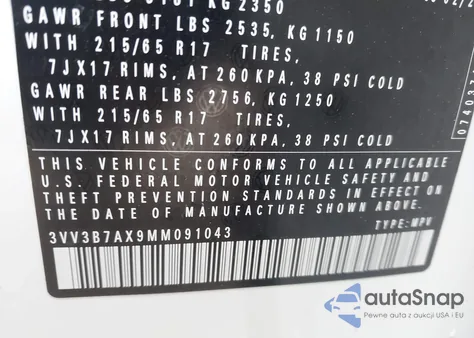 KG 2350
GAWR FRONT LBS 2535, KG 1150
WITH 215/65 R17 TIRES,
7JX17 RIMS, AT 260 KPA, 38 PSI COLD
GAWR REAR LBS 2756, KG 1250
WITH 215/65 R17 TIRES,
7JX17 RIMS, AT 260 KPA, 38 PSI COLD
THIS VEHICLE CONFORMS TO ALL APPLICABLE
U.S. FEDERAL MOTOR VEHICLE SAFETY AND
THEFT PREVENTION STANDARDS IN EFFECT ON
THE DATE OF MANUFACTURE SHOWN ABOVE.
3VV3B7AX9MM091043
TYPE: MPV
autoSnap
Pewne auta z aukcji USA i EU